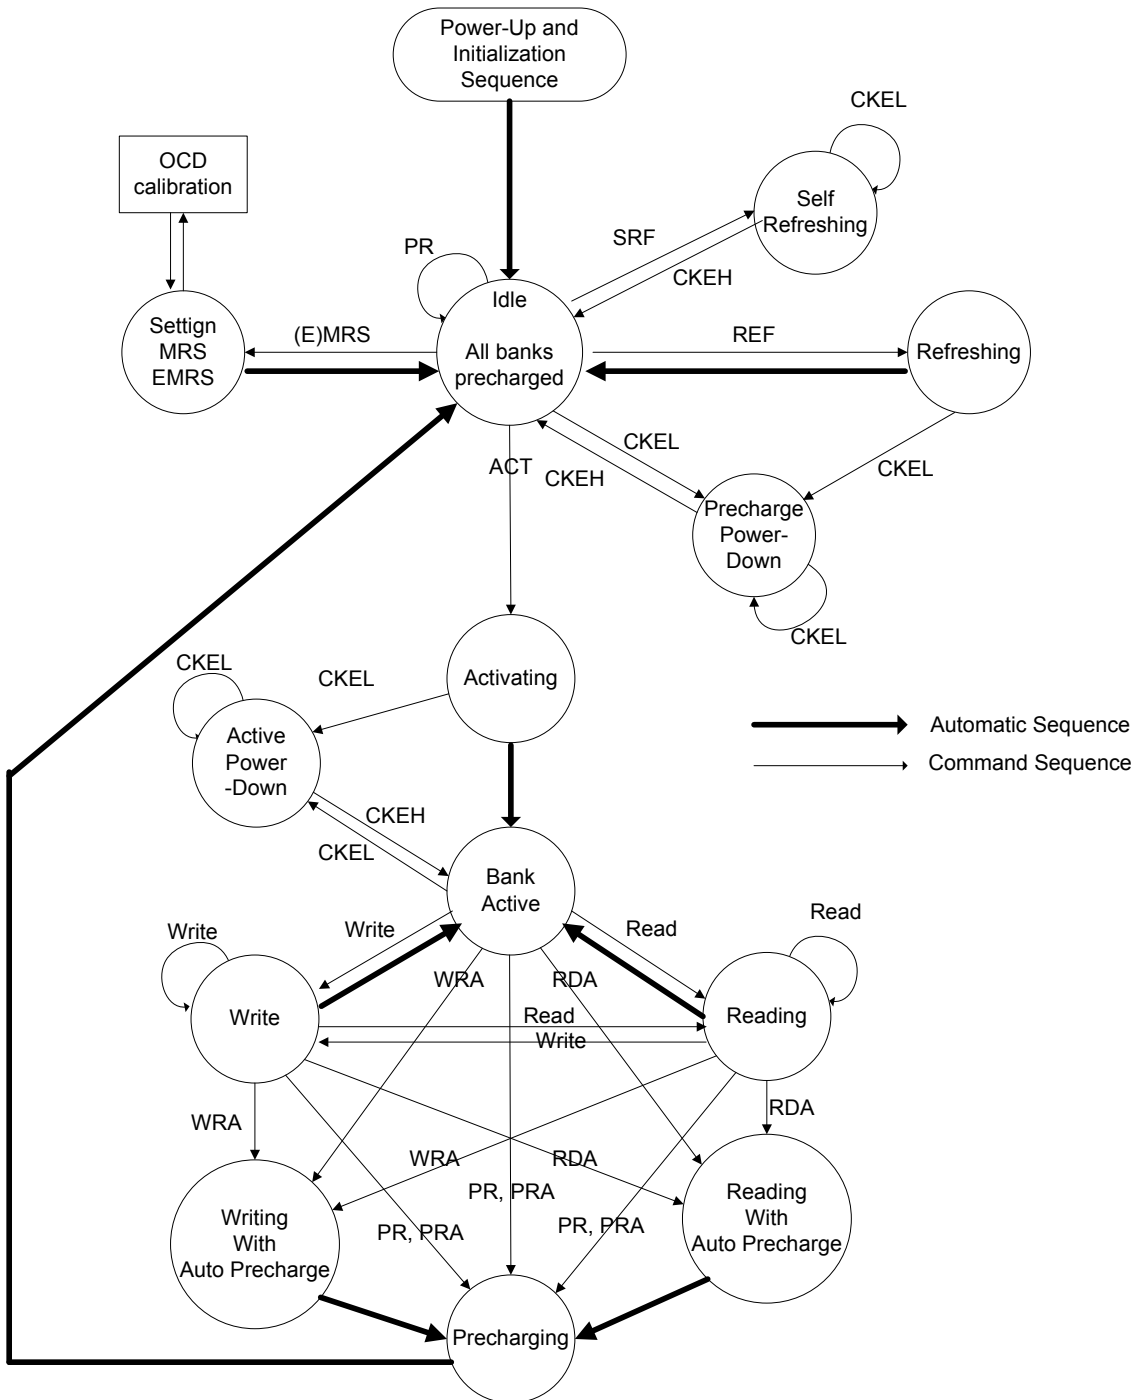 Power-Up and
Initialization
Sequence
CKEL
OCD
calibration
Self
Refreshing
SRF
PR
CKEH
Idle
Settign
MRS
EMRS
(E)MRS
All banks
precharged
REF
Refreshing
CKEL
ACT
CKEH
CKEL
Precharge
Power-
Down
CKEL
CKEL
CKEL
Activating
Active
Power
-Down
Automatic Sequence
Command Sequence
CKEH
CKEL
Bank
Active
Write
Write
Read
Read
WRA
RDA
Write
Read
Write
Reading
WRA
RDA
WRA
RDA
PR, PRA
Writing
With
Auto Precharge
Reading
With
Auto Precharge
PR, PRA
PR, PRA
Precharging